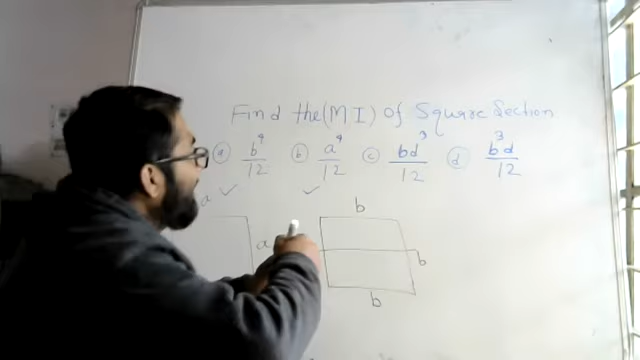 Find the (M I) Of Square Section
(a) b⁴/12 (b) a⁴/12 (c) bd³/12 (d) b³d/12
a b
a b
b